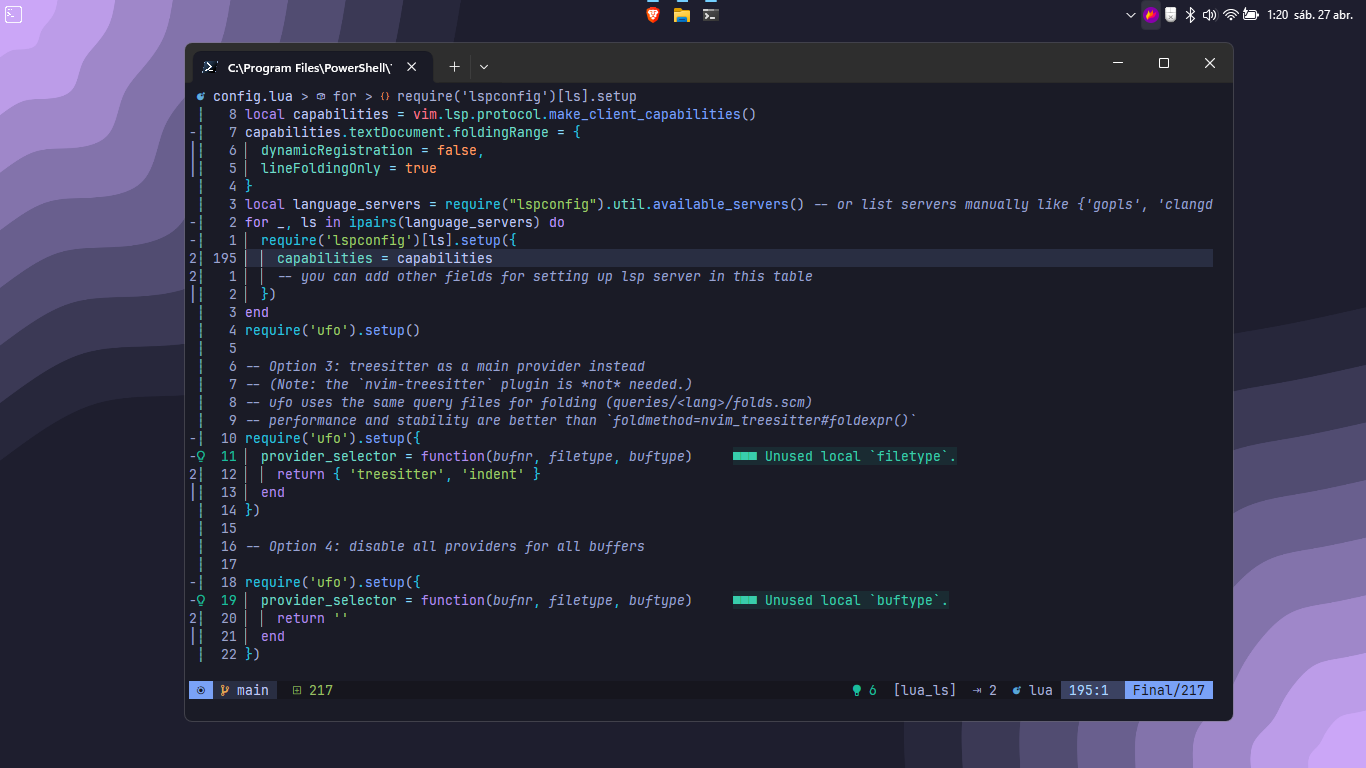 1:20 sáb. 27 abr.
C:\Program Files\PowerShell\
config.lua > for > {} require('lspconfig')[ls].setup
8 local capabilities = vim.lsp.protocol.make_client_capabilities()
- 7 capabilities.textDocument.foldingRange = {
6 dynamicRegistration = false,
5 lineFoldingOnly = true
4 }
3 local language_servers = require("lspconfig").util.available_servers() -- or list servers manually like {'gopls', 'clangd
- 2 for _, ls in ipairs(language_servers) do
- 1 require('lspconfig')[ls].setup({
2 195 capabilities = capabilities
2 1 -- you can add other fields for setting up lsp server in this table
2 })
3 end
4 require('ufo').setup()
5
6 -- Option 3: treesitter as a main provider instead
7 -- (Note: the `nvim-treesitter` plugin is *not* needed.)
8 -- ufo uses the same query files for folding (queries/<lang>/folds.scm)
9 -- performance and stability are better than `foldmethod=nvim_treesitter#foldexpr()`
- 10 require('ufo').setup({
- 11 provider_selector = function(bufnr, filetype, buftype) ■■■ Unused local `filetype`.
2 12 return { 'treesitter', 'indent' }
13 end
14 })
15
16 -- Option 4: disable all providers for all buffers
17
- 18 require('ufo').setup({
- 19 provider_selector = function(bufnr, filetype, buftype) ■■■ Unused local `buftype`.
2 20 return ''
21 end
22 })
main 217 6 [lua_ls] 2 lua 195:1 Final/217